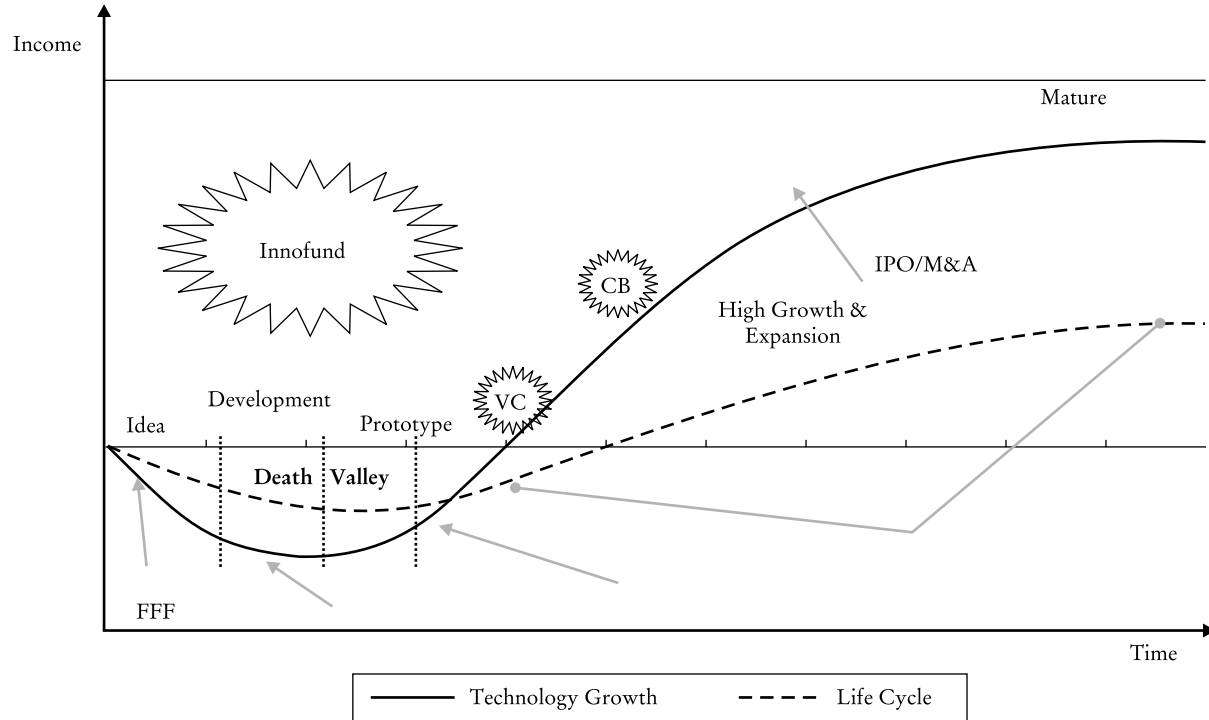 Income
Mature
Innofund
IPO/M&A
CB
High Growth &
Expansion
Development
VC
Idea
Prototype
Death Valley
FFF
Time
Technology Growth
Life Cycle